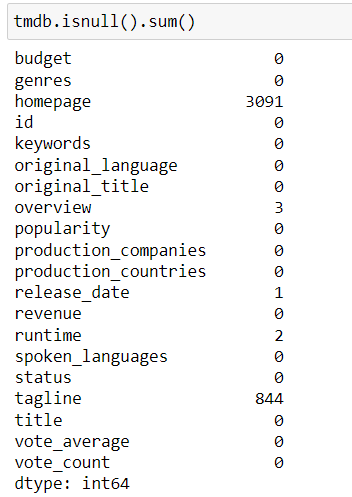 tmdb.isnull().sum()
budget 0
genres 0
homepage 3091
id 0
keywords 0
original_language 0
original_title 0
overview 3
popularity 0
production_companies 0
production_countries 0
release_date 1
revenue 0
runtime 2
spoken_languages 0
status 0
tagline 844
title 0
vote_average 0
vote_count 0
dtype: int64